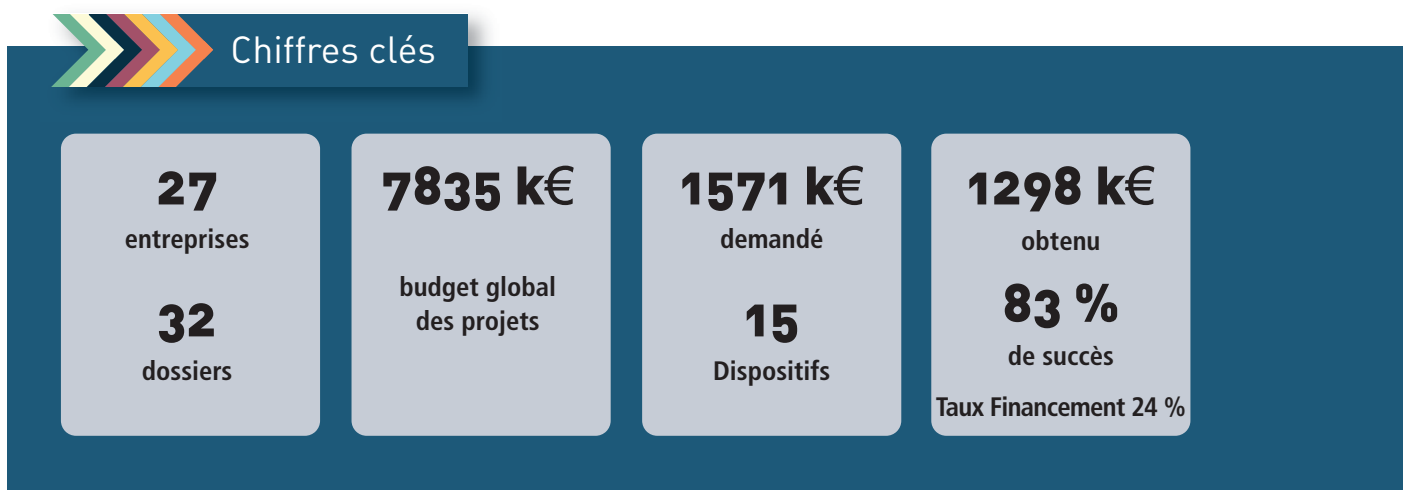 Chiffres clés
27
entreprises
32
dossiers
7835 k€
budget global
des projets
1571 k€
demandé
15
Dispositifs
1298 k€
obtenu
83 %
de succès
Taux Financement 24 %